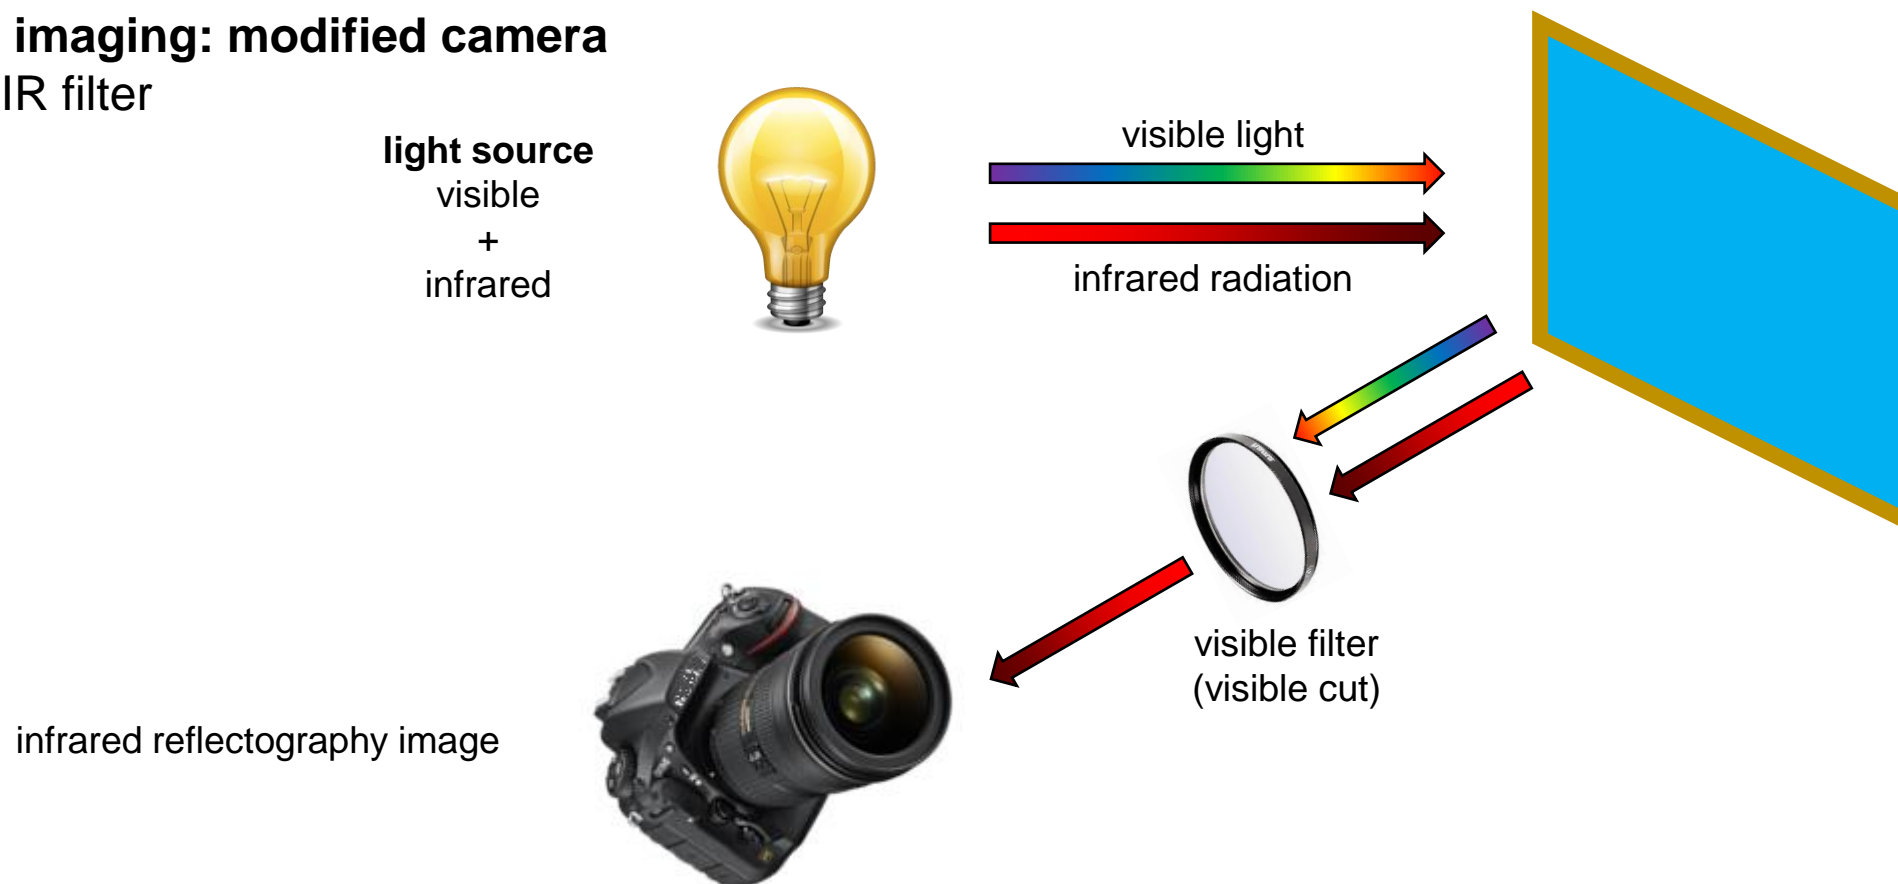 imaging: modified camera
IR filter
light source
visible
+
infrared
visible light
infrared radiation
visible filter
(visible cut)
infrared reflectography image